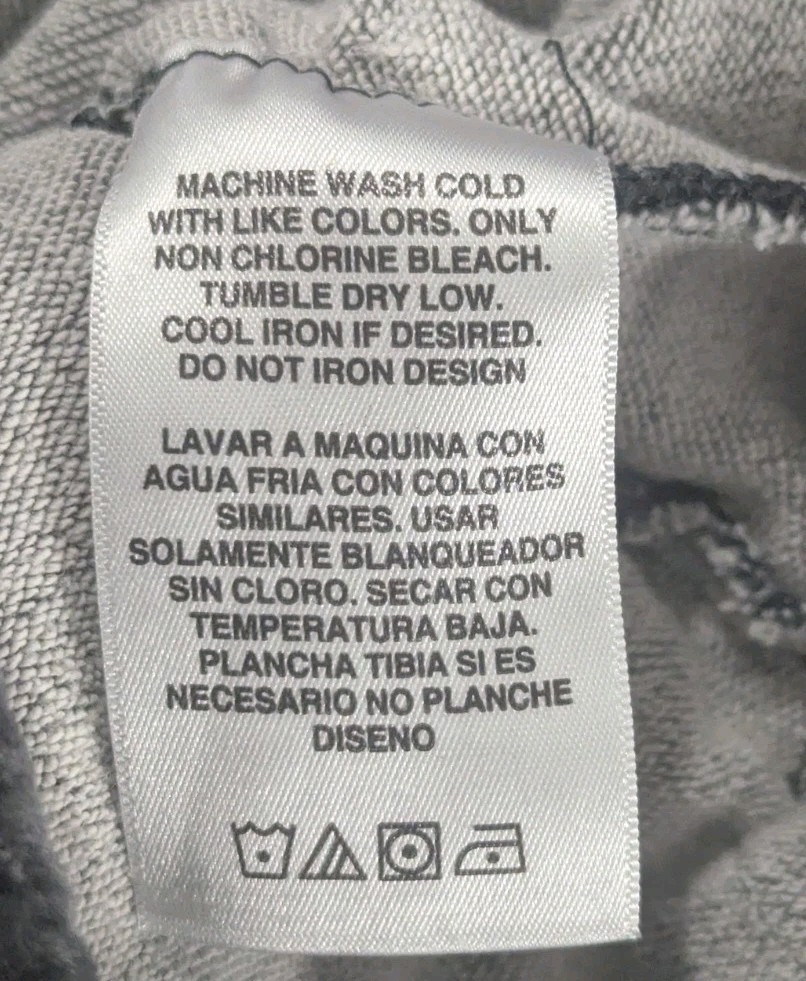 MACHINE WASH COLD
WITH LIKE COLORS. ONLY
NON CHLORINE BLEACH.
TUMBLE DRY LOW.
COOL IRON IF DESIRED.
DO NOT IRON DESIGN
LAVAR A MAQUINA CON
AGUA FRIA CON COLORES
SIMILARES. USAR
SOLAMENTE BLANQUEADOR
SIN CLORO. SECAR CON
TEMPERATURA BAJA.
PLANCHA TIBIA SI ES
NECESARIO NO PLANCHE
DISENO